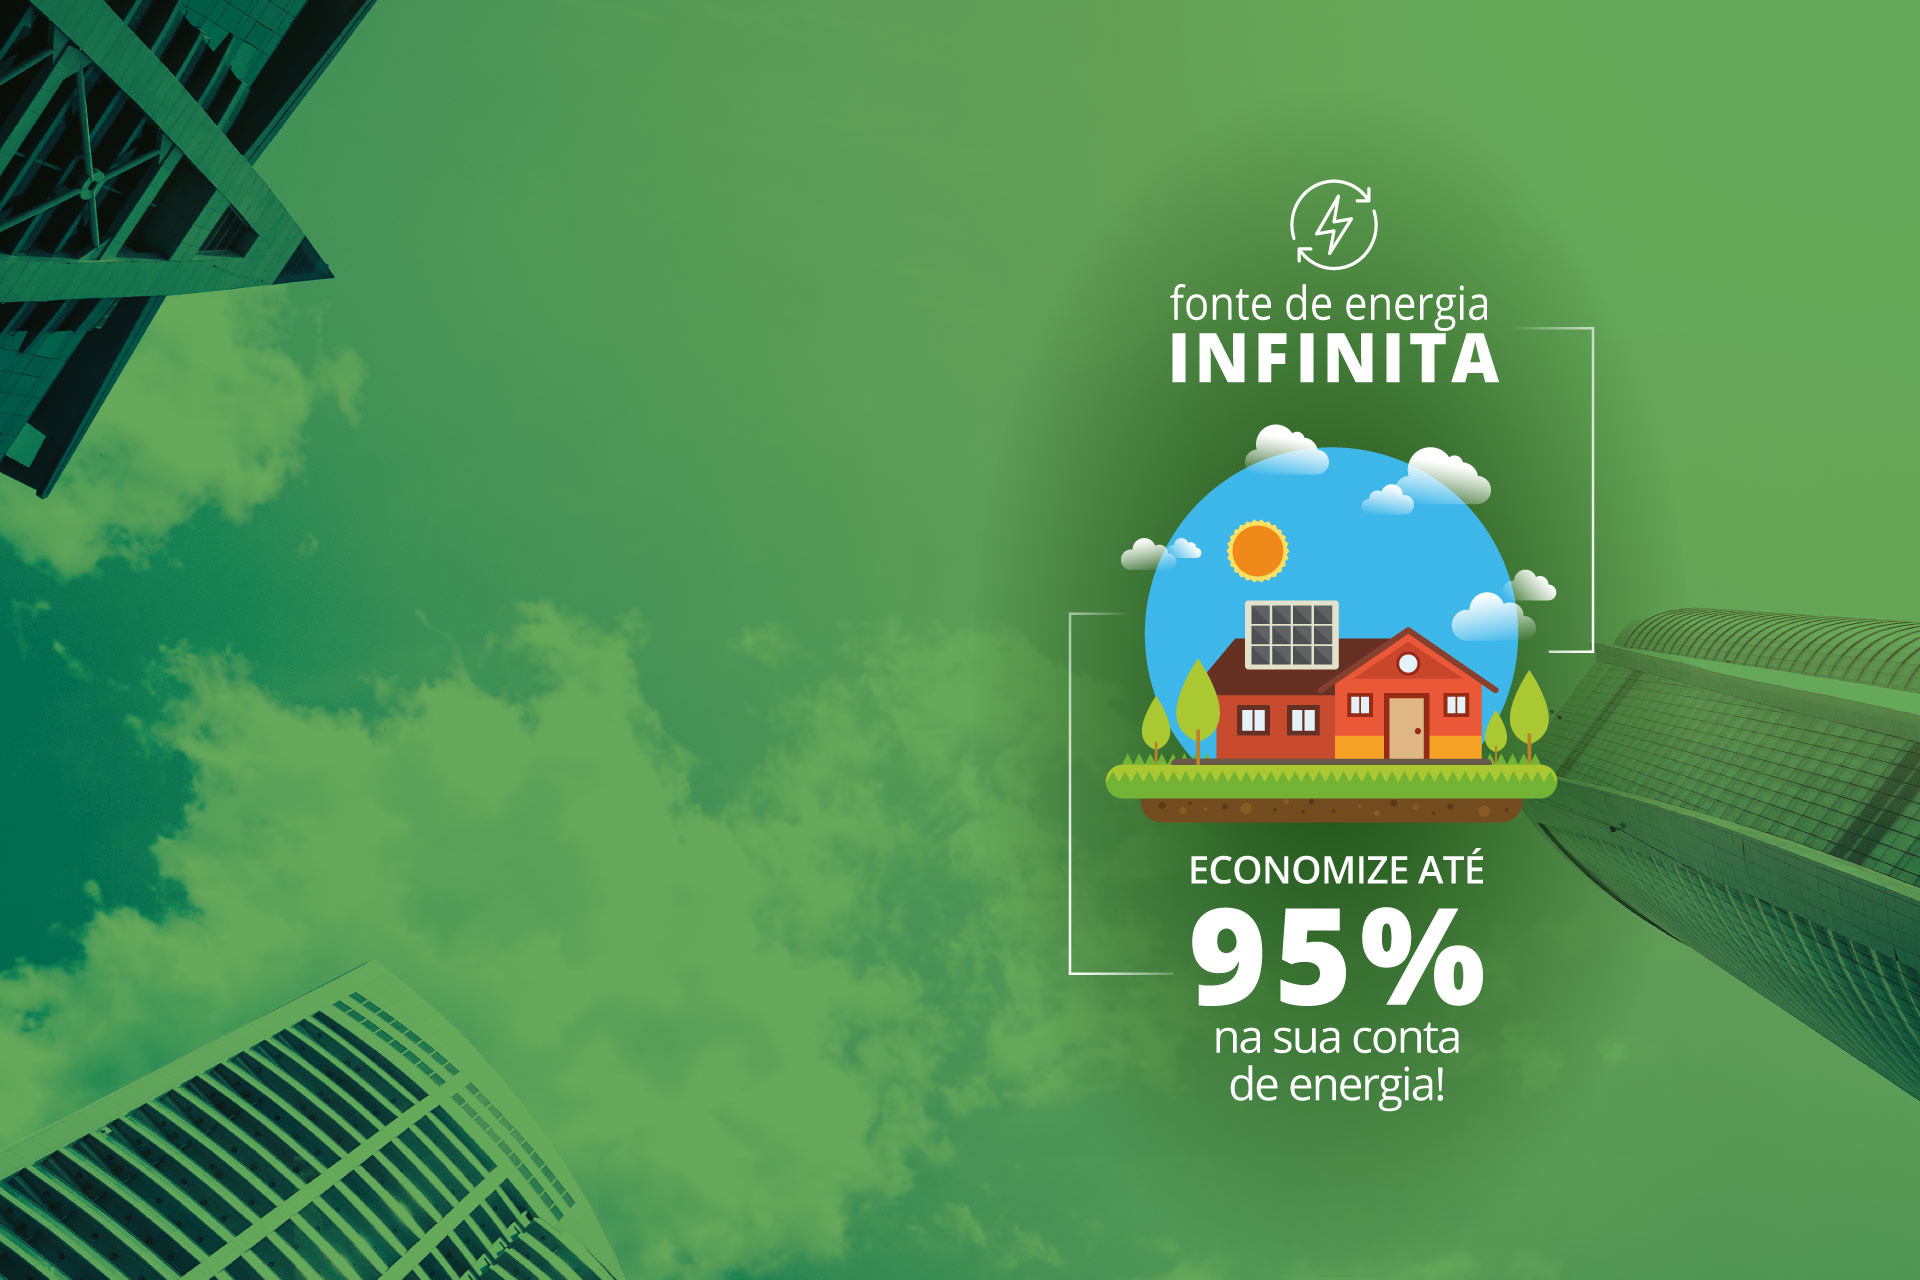 fonte de energia
INFINITA
ECONOMIZE ATÉ
95%
na sua conta
de energia!